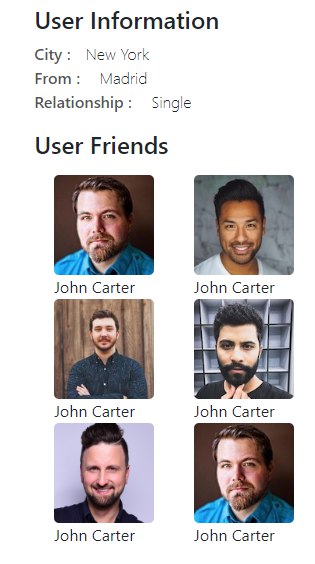 User Information
City : New York
From : Madrid
Relationship : Single
User Friends
John Carter John Carter
John Carter John Carter
John Carter John Carter